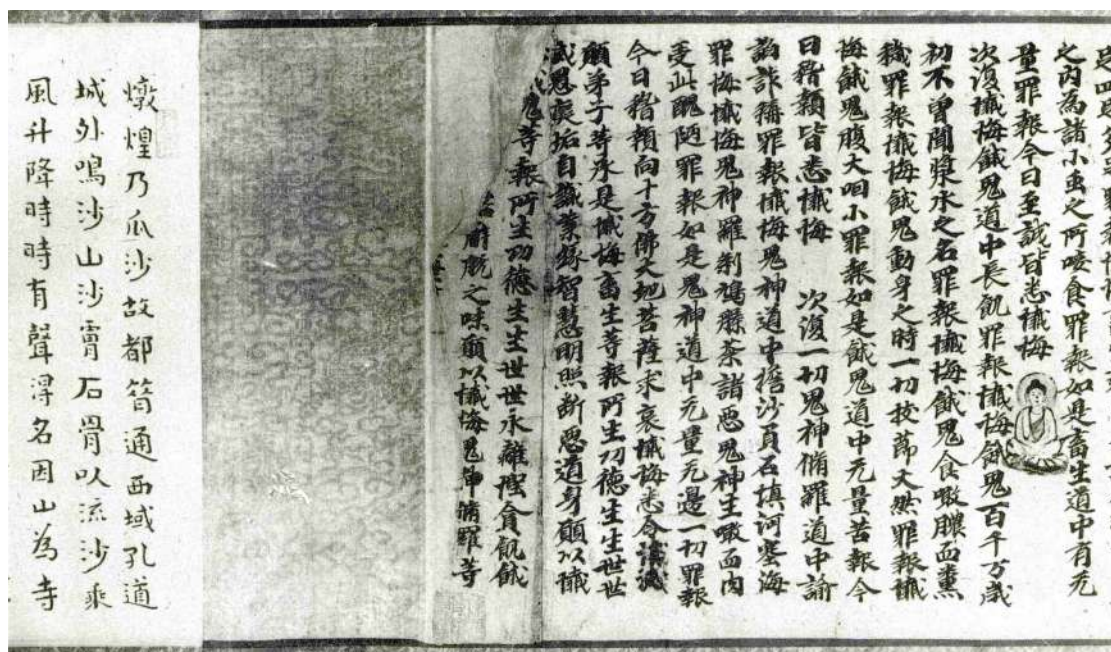 之內為諸小虫之所唼食罪報如是畜生道中有无
量罪報今日至誠皆悉懺悔
次復懺悔餓鬼道中長飢罪報懺悔餓鬼百千万歲
初不曾聞漿水之名罪報懺悔餓鬼食噉膿血糞
穢罪報懺悔餓鬼動身之時一切枝節火然罪報懺
悔餓鬼腹大咽小罪報如是餓鬼道中无量苦報今
日稽顙皆悉懺悔　次復一切鬼神脩羅道中諭
諂詐稱罪報懺悔鬼神道中擔沙負石填河塞海
罪悔懺悔鬼神羅剎鳩膝荼諸惡鬼神生噉血肉
受此醜陋罪報如是鬼神道中无量无邊一切罪報
今日稽顙向十方佛大地菩薩求哀懺悔悉令消滅
願弟子等承是懺悔畜生等報所生功德生生世世
滅愚癡垢自識業緣智慧明照斷惡道身願以懺
鬼等報所生功德生生世世永離慳貪飢餓
解脫之味願以懺悔鬼神脩羅等
燉煌乃瓜沙故都筦通西域孔道
城外鳴沙山沙膚石骨以流沙乘
風升降時時有聲得名因山為寺